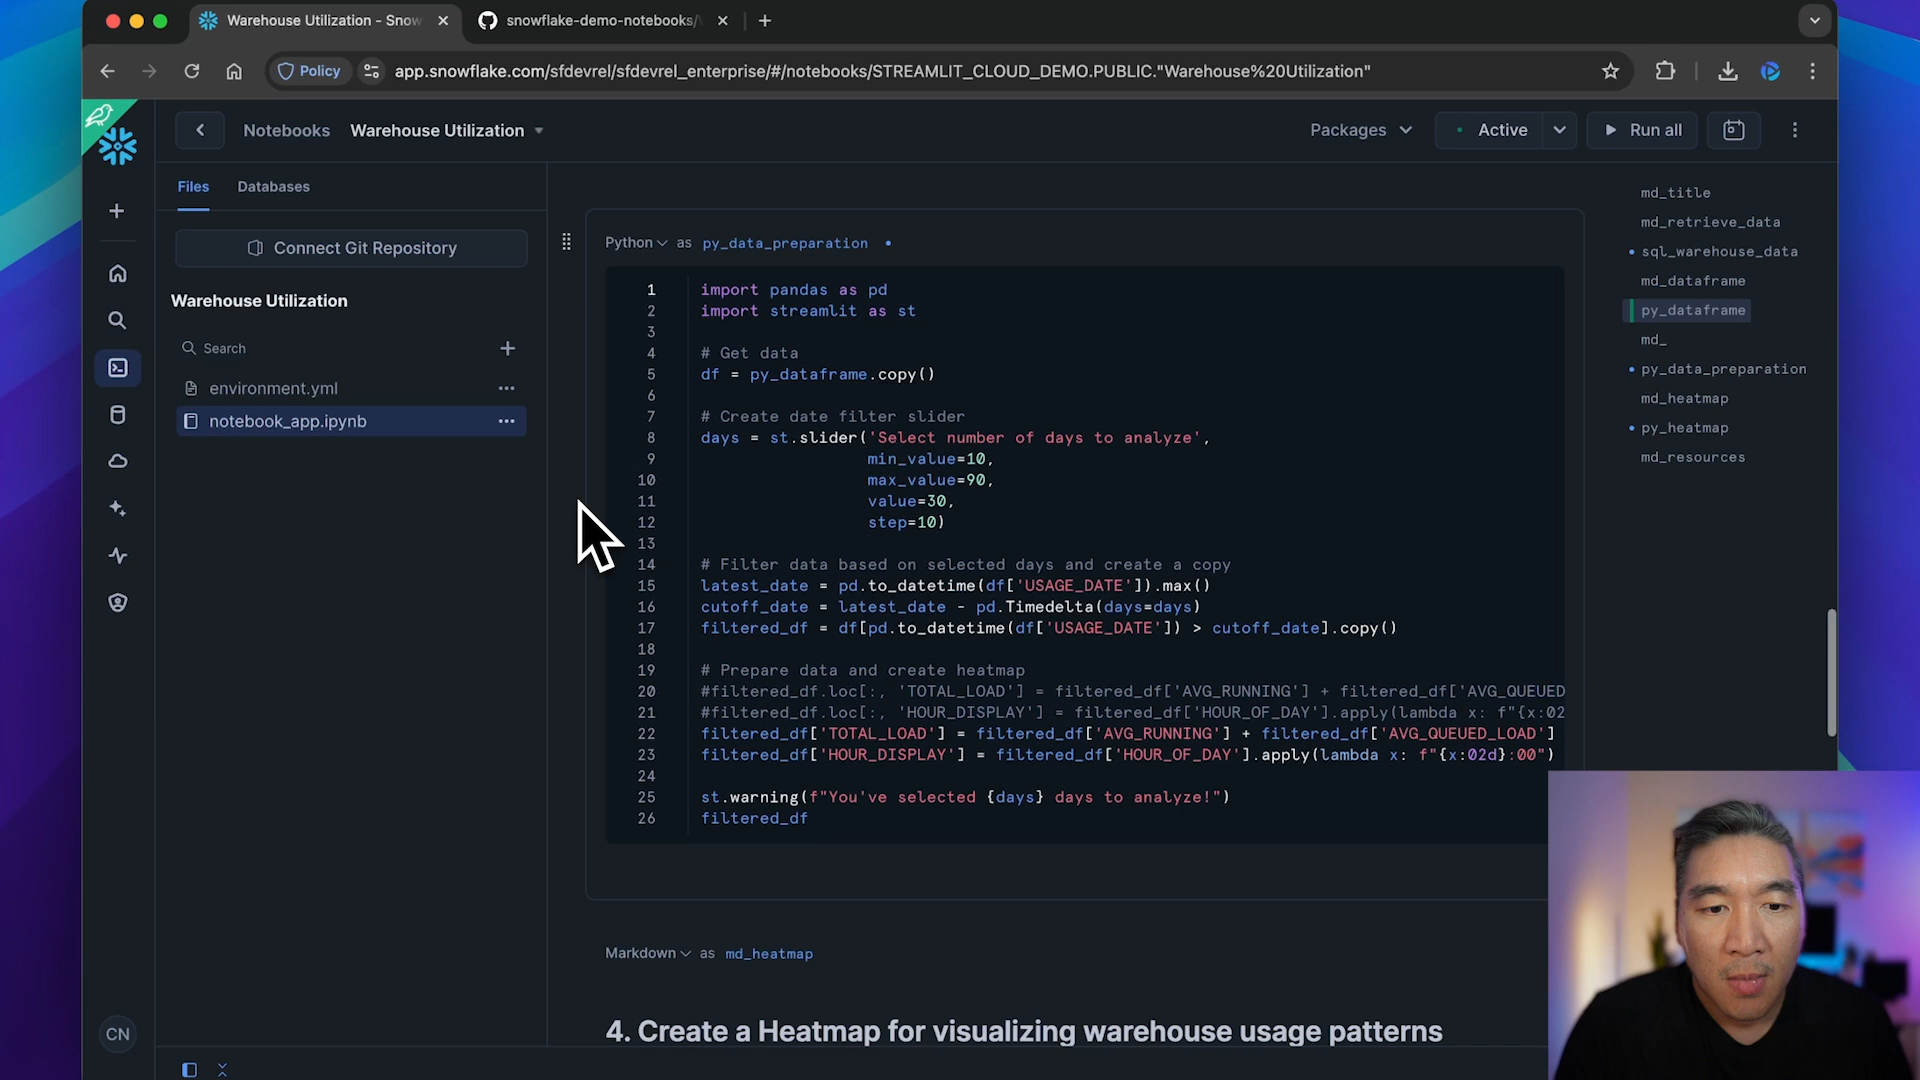 Warehouse Utilization - Snow
snowflake-demo-notebooks/
Policy
app.snowflake.com/sfdevrel/sfdevrel_enterprise/#/notebooks/STREAMLIT_CLOUD_DEMO.PUBLIC."Warehouse%20Utilization"
Notebooks
Warehouse Utilization
Packages
Active
Run all
Files
Databases
Connect Git Repository
Warehouse Utilization
Search
environment.yml
notebook_app.ipynb
CN
Python as py_data_preparation
1 import pandas as pd
2 import streamlit as st
3
4 # Get data
5 df = py_dataframe.copy()
6
7 # Create date filter slider
8 days = st.slider('Select number of days to analyze',
9 min_value=10,
10 max_value=90,
11 value=30,
12 step=10)
13
14 # Filter data based on selected days and create a copy
15 latest_date = pd.to_datetime(df['USAGE_DATE']).max()
16 cutoff_date = latest_date - pd.Timedelta(days=days)
17 filtered_df = df[pd.to_datetime(df['USAGE_DATE']) > cutoff_date].copy()
18
19 # Prepare data and create heatmap
20 #filtered_df.loc[:, 'TOTAL_LOAD'] = filtered_df['AVG_RUNNING'] + filtered_df['AVG_QUEUED
21 #filtered_df.loc[:, 'HOUR_DISPLAY'] = filtered_df['HOUR_OF_DAY'].apply(lambda x: f"{x:02
22 filtered_df['TOTAL_LOAD'] = filtered_df['AVG_RUNNING'] + filtered_df['AVG_QUEUED_LOAD']
23 filtered_df['HOUR_DISPLAY'] = filtered_df['HOUR_OF_DAY'].apply(lambda x: f"{x:02d}:00")
24
25 st.warning(f"You've selected {days} days to analyze!")
26 filtered_df
Markdown as md_heatmap
4. Create a Heatmap for visualizing warehouse usage patterns
md_title
md_retrieve_data
sql_warehouse_data
md_dataframe
py_dataframe
md_
py_data_preparation
md_heatmap
py_heatmap
md_resources